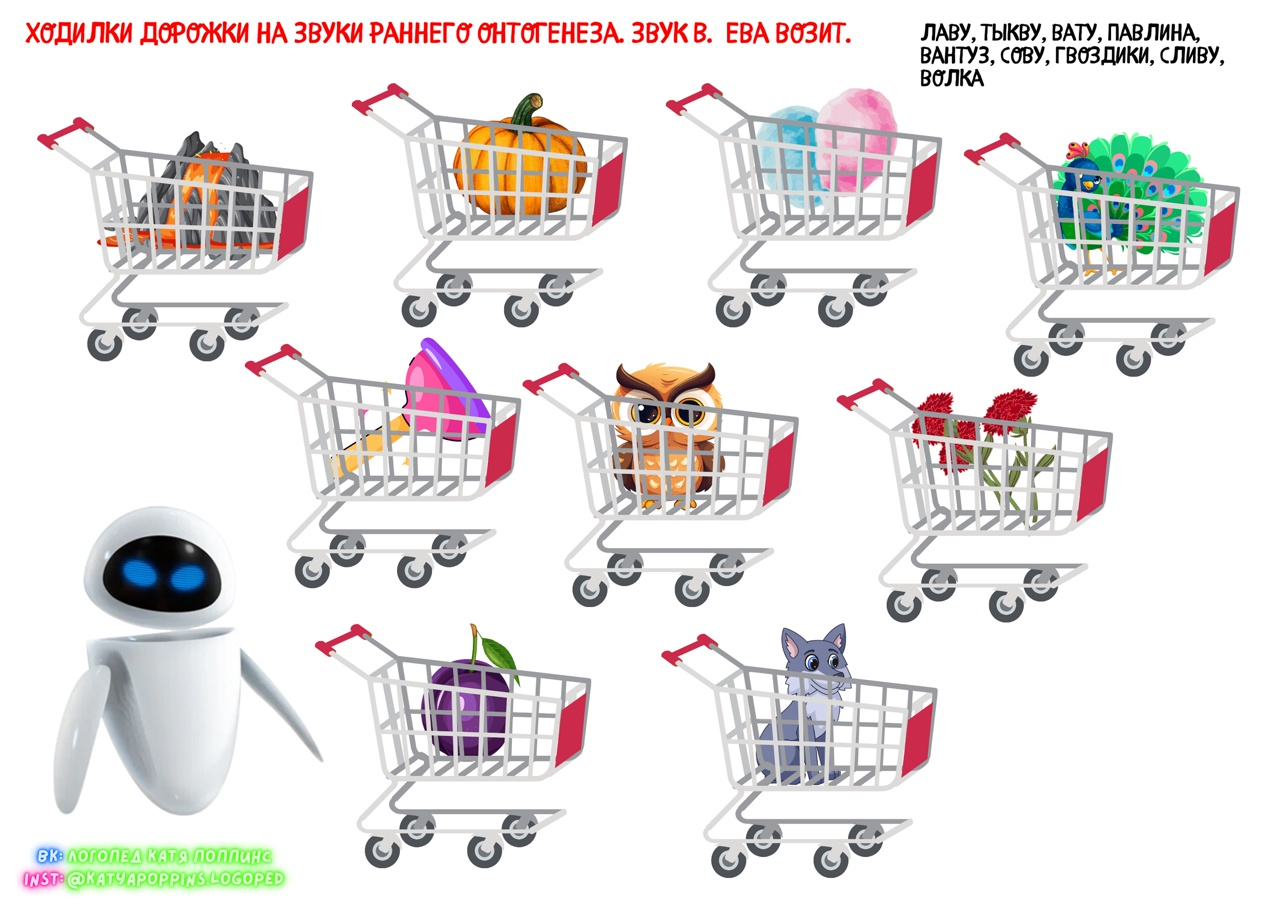 ХОДИЛКИ ДОРОЖКИ НА ЗВУКИ РАННЕГО ОНТОГЕНЕЗА. ЗВУК В. ЕВА ВОЗИТ.
ЛАВУ, ТЫКВУ, ВАТУ, ПАВЛИНА,
ВАНТУЗ, СОВУ, ГВОЗДИКИ, СЛИВУ,
ВОЛКА
ВК: ЛОГОПЕД КАТЯ ПОППИНС
INST: @KATYAPOPPINS.LOGOPED